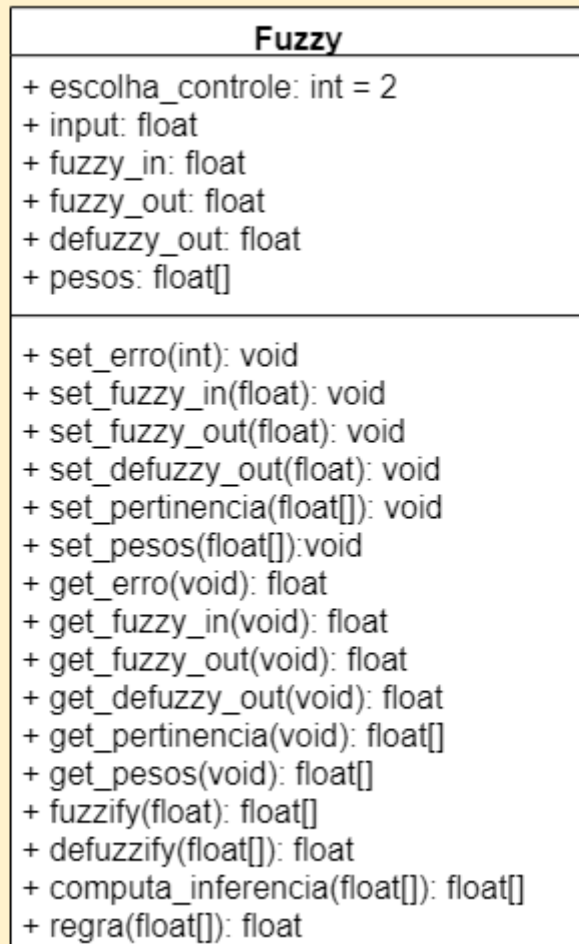 Fuzzy
+ escolha_controle: int = 2
+ input: float
+ fuzzy_in: float
+ fuzzy_out: float
+ defuzzy_out: float
+ pesos: float[]
+ set_erro(int): void
+ set_fuzzy_in(float): void
+ set_fuzzy_out(float): void
+ set_defuzzy_out(float): void
+ set_pertinencia(float[]): void
+ set_pesos(float[]):void
+ get_erro(void): float
+ get_fuzzy_in(void): float
+ get_fuzzy_out(void): float
+ get_defuzzy_out(void): float
+ get_pertinencia(void): float[]
+ get_pesos(void): float[]
+ fuzzify(float): float[]
+ defuzzify(float[]): float
+ computa_inferencia(float[]): float[]
+ regra(float[]): float